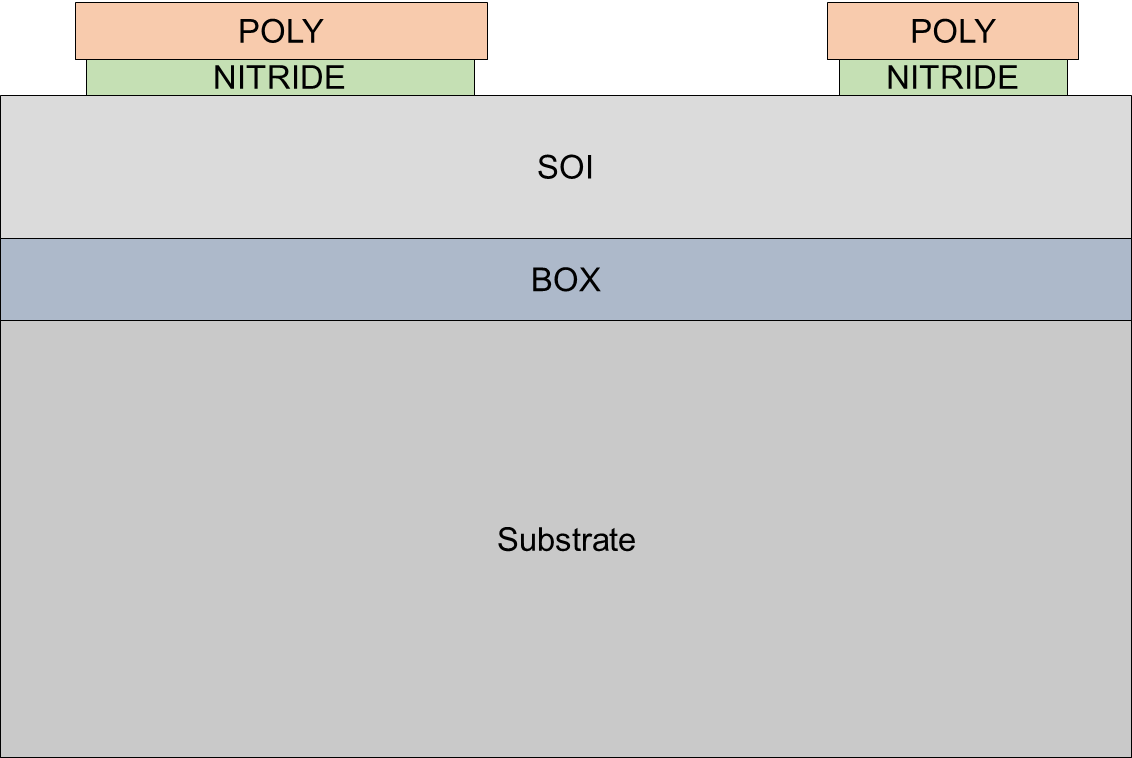 POLY
POLY
NITRIDE
NITRIDE
SOI
BOX
Substrate